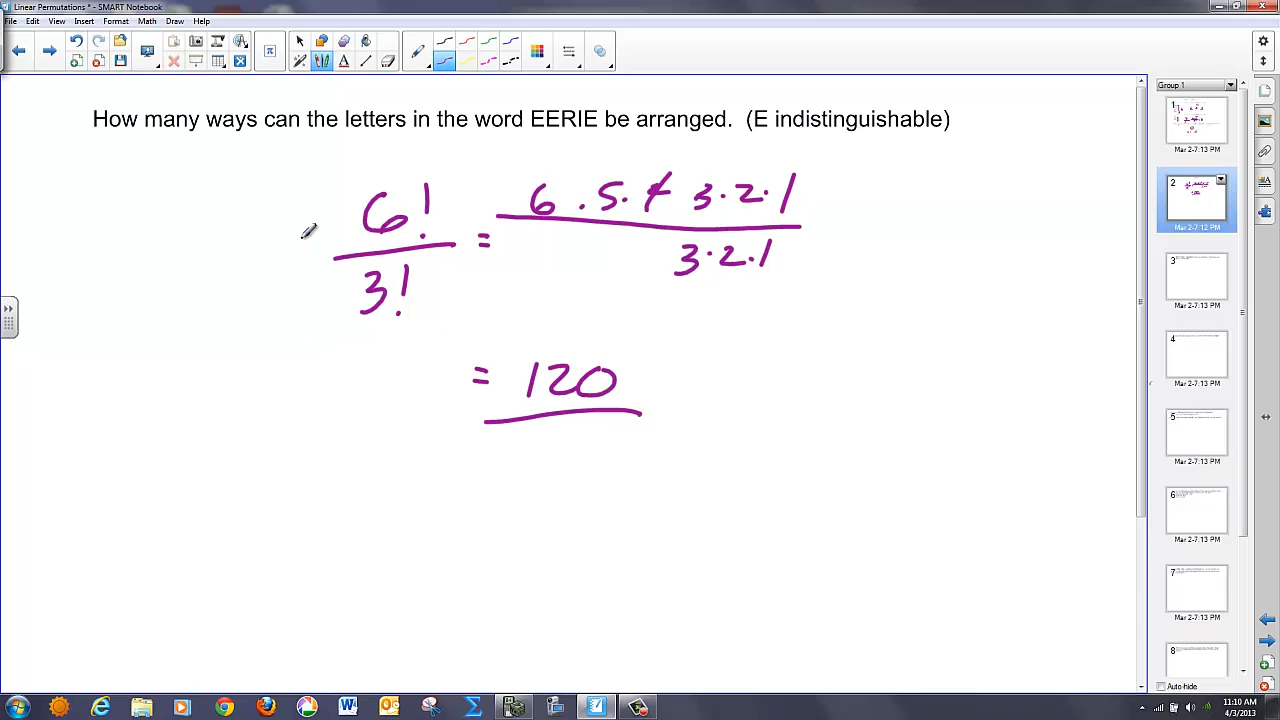 Linear Permutations * - SMART Notebook
File Edit View Insert Format Math Draw Help
Group 1
How many ways can the letters in the word EERIE be arranged. (E indistinguishable)
6! / 3! = 6 . 5 . 4 3 . 2 . 1 / 3 . 2 . 1
= 120
1
Mar 2-7:13 PM
2
Mar 2-7:12 PM
3
Mar 2-7:13 PM
4
Mar 2-7:13 PM
5
Mar 2-7:13 PM
6
Mar 2-7:13 PM
7
Mar 2-7:13 PM
8
Auto-hide
11:10 AM
4/3/2013